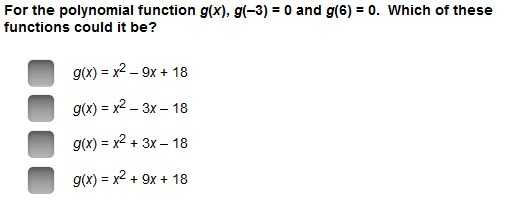 For the polynomial function g(x), g(–3) = 0 and g(6) = 0.  Which of these
functions could it be?
g(x) = x² – 9x + 18
g(x) = x² – 3x – 18
g(x) = x² + 3x – 18
g(x) = x² + 9x + 18